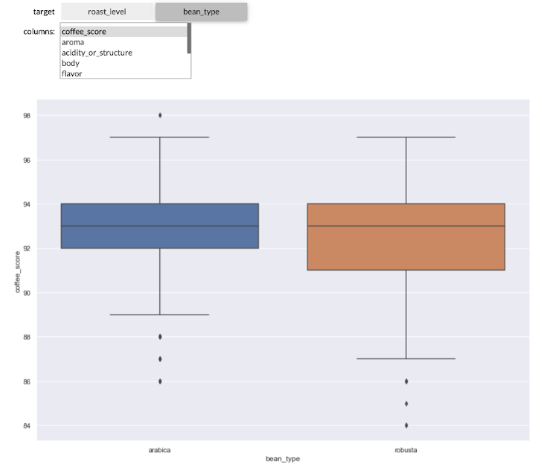 target roast_level bean_type
columns: coffee_score
aroma
acidity_or_structure
body
flavor
98
96
94
92
90
88
86
84
coffee_score
arabica robusta
bean_type